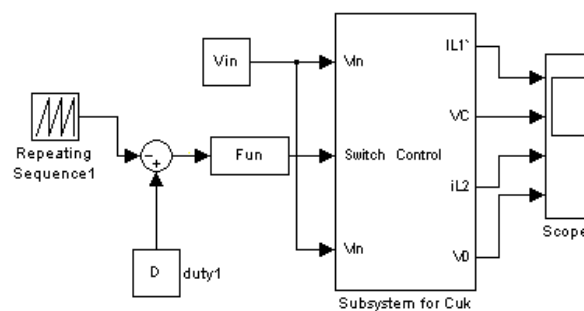 Vin
Repeating
Sequence1
Fun
D
duty1
VIn
Switch Control
VIn
IL1`
VC
iL2
V0
Subsystem for Cuk
Scope